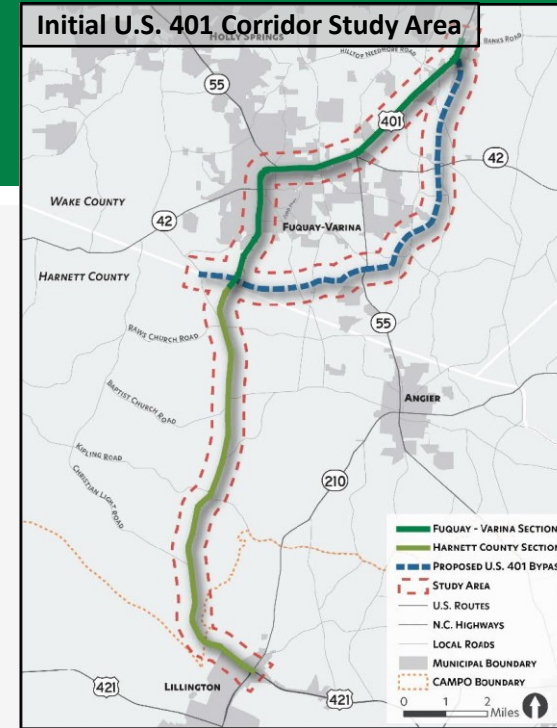 Initial U.S. 401 Corridor Study Area
HOLLY SPRINGS
HILLTOP NEEDMORE ROAD
BANKS ROAD
55
401
42
WAKE COUNTY
42
FUQUAY-VARINA
HARNETT COUNTY
55
RAWS CHURCH ROAD
ANGIER
BAPTIST CHURCH ROAD
KIPLING ROAD
CHRISTIAN LIGHT ROAD
210
FUQUAY - VARINA SECTION
HARNETT COUNTY SECTION
PROPOSED U.S. 401 BYPAS
STUDY AREA
U.S. ROUTES
N.C. HIGHWAYS
LOCAL ROADS
MUNICIPAL BOUNDARY
CAMPO BOUNDARY
421
LILLINGTON
421
0 1 2
Miles